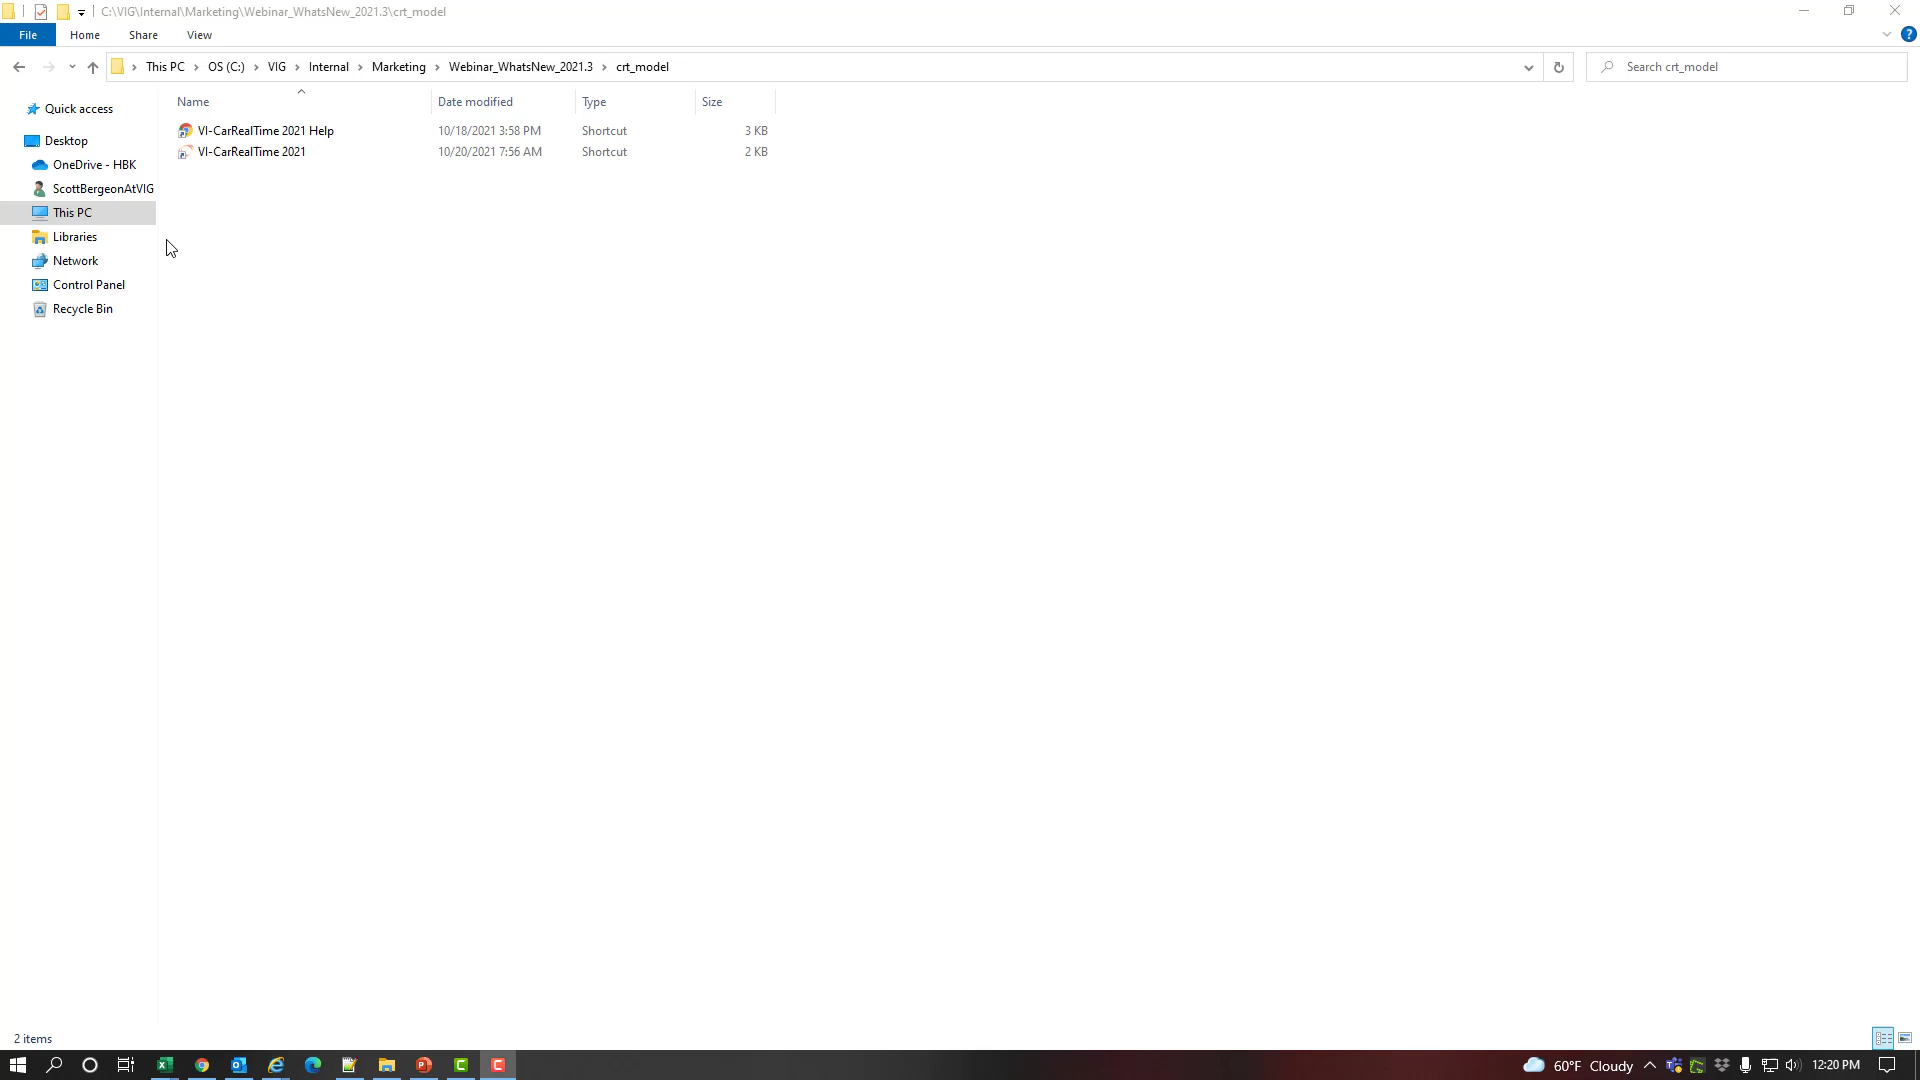 C:\VIG\Internal\Marketing\Webinar_WhatsNew_2021.3\crt_model
File Home Share View
This PC OS (C:) VIG Internal Marketing Webinar_WhatsNew_2021.3 crt_model
Search crt_model
Name Date modified Type Size
VI-CarRealTime 2021 Help 10/18/2021 3:58 PM Shortcut 3 KB
VI-CarRealTime 2021 10/20/2021 7:56 AM Shortcut 2 KB
Quick access
Desktop
OneDrive - HBK
ScottBergeonAtVIG
This PC
Libraries
Network
Control Panel
Recycle Bin
2 items
60°F Cloudy 12:20 PM